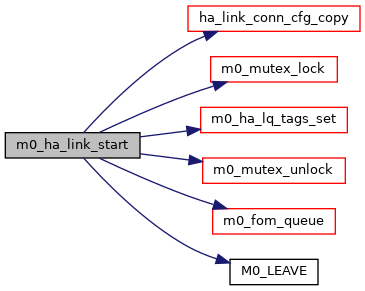 m0_ha_link_start
ha_link_conn_cfg_copy
m0_mutex_lock
m0_ha_lq_tags_set
m0_mutex_unlock
m0_fom_queue
M0_LEAVE